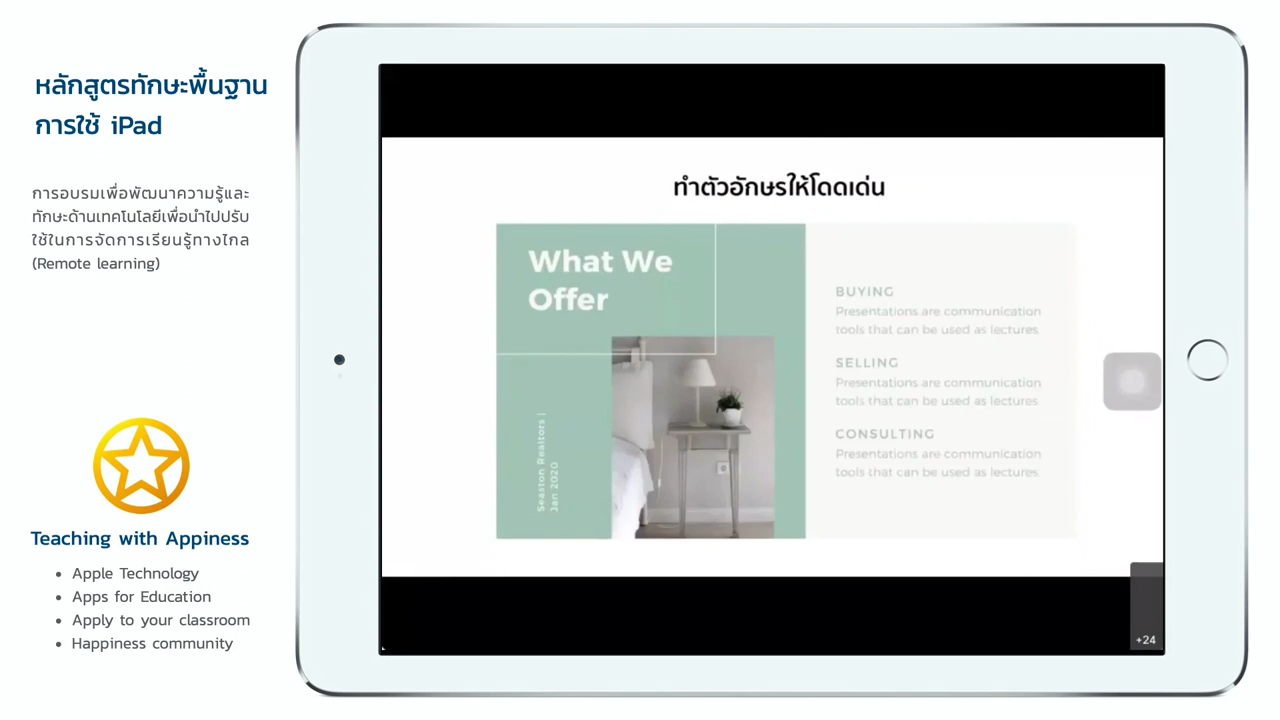 หลักสูตรทักษะพื้นฐาน
การใช้ iPad
การอบรมเพื่อพัฒนาความรู้และ
ทักษะด้านเทคโนโลยีเพื่อนำไปปรับ
ใช้ในการจัดการเรียนรู้ทางไกล
(Remote learning)
Teaching with Appiness
• Apple Technology
• Apps for Education
• Apply to your classroom
• Happiness community
ทำตัวอักษรให้โดดเด่น
What We
Offer
Seaston Realtors |
Jan 2020
BUYING
Presentations are communication
tools that can be used as lectures.
SELLING
Presentations are communication
tools that can be used as lectures.
CONSULTING
Presentations are communication
tools that can be used as lectures.
+24